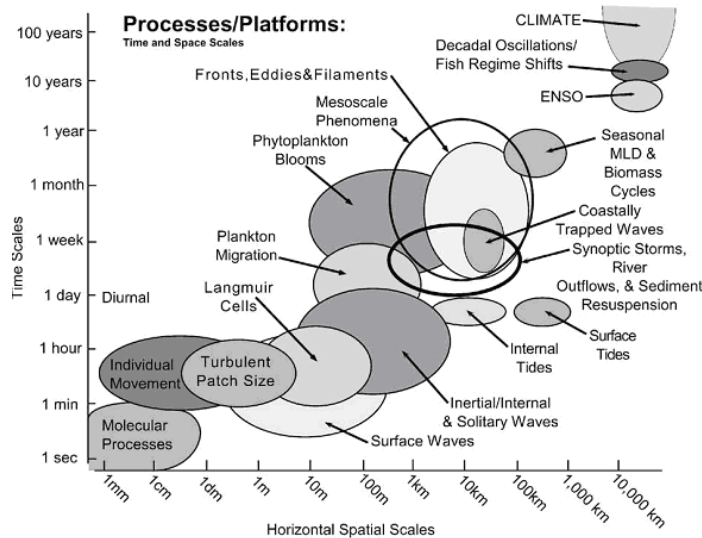 Processes/Platforms:
Time and Space Scales
CLIMATE
Decadal Oscillations/
Fish Regime Shifts
ENSO
Fronts,Eddies&Filaments
Mesoscale
Phenomena
Phytoplankton
Blooms
Seasonal
MLD &
Biomass
Cycles
Coastally
Trapped Waves
Plankton
Migration
Synoptic Storms,
River
Outflows, & Sediment
Resuspension
Langmuir
Cells
Diurnal
Internal
Tides
Surface
Tides
Individual
Movement
Turbulent
Patch Size
Inertial/Internal
& Solitary Waves
Surface Waves
Molecular
Processes
Time Scales
100 years
10 years
1 year
1 month
1 week
1 day
1 hour
1 min
1 sec
1mm
1cm
1dm
1m
10m
100m
1km
10km
100km
1,000 km
10,000 km
Horizontal Spatial Scales